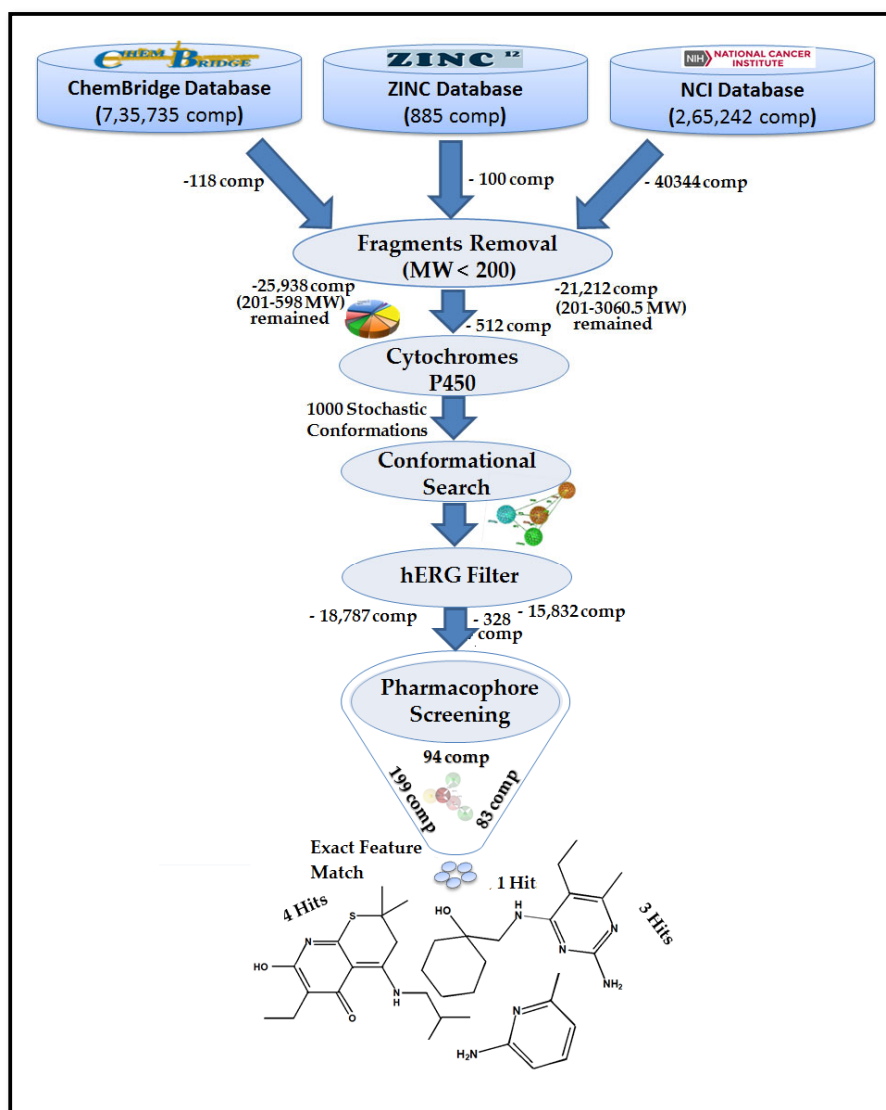 CHEM BRIDGE
ChemBridge Database
(7,35,735 comp)
ZINC 12
ZINC Database
(885 comp)
NIH NATIONAL CANCER
INSTITUTE
NCI Database
(2,65,242 comp)
-118 comp
- 100 comp
- 40344 comp
Fragments Removal
(MW < 200)
-25,938 comp
(201-598 MW)
remained
- 512 comp
-21,212 comp
(201-3060.5 MW)
remained
Cytochromes
P450
1000 Stochastic
Conformations
Conformational
Search
hERG Filter
- 18,787 comp
- 328
comp
- 15,832 comp
Pharmacophore
Screening
94 comp
199 comp
83 comp
Exact Feature
Match
4 Hits
1 Hit
3 Hits
S
N
HO
O
N
H
HO
H
N
N
N
NH₂
N
H₂N